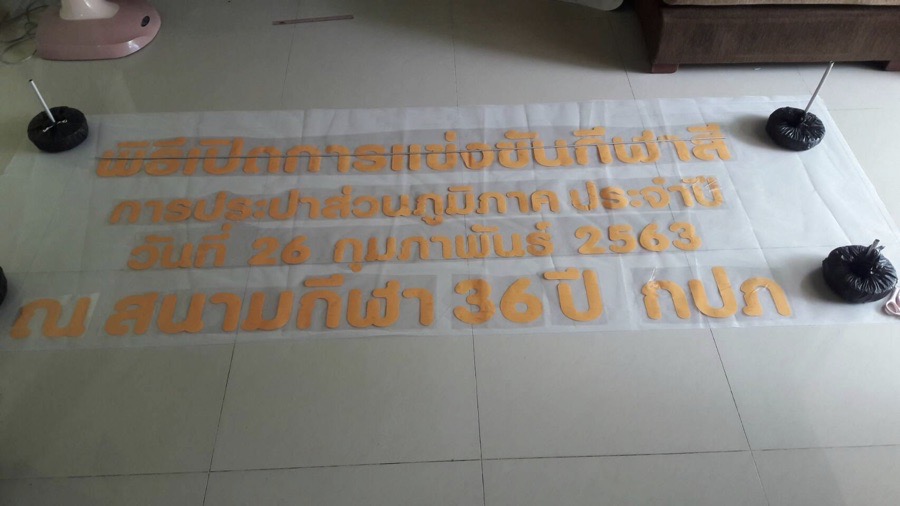 พิธีเปิดการแข่งขันกีฬาสี
การประปาส่วนภูมิภาค ประจำปี
วันที่ 26 กุมภาพันธ์ 2563
ณ สนามกีฬา 36 ปี กปภ